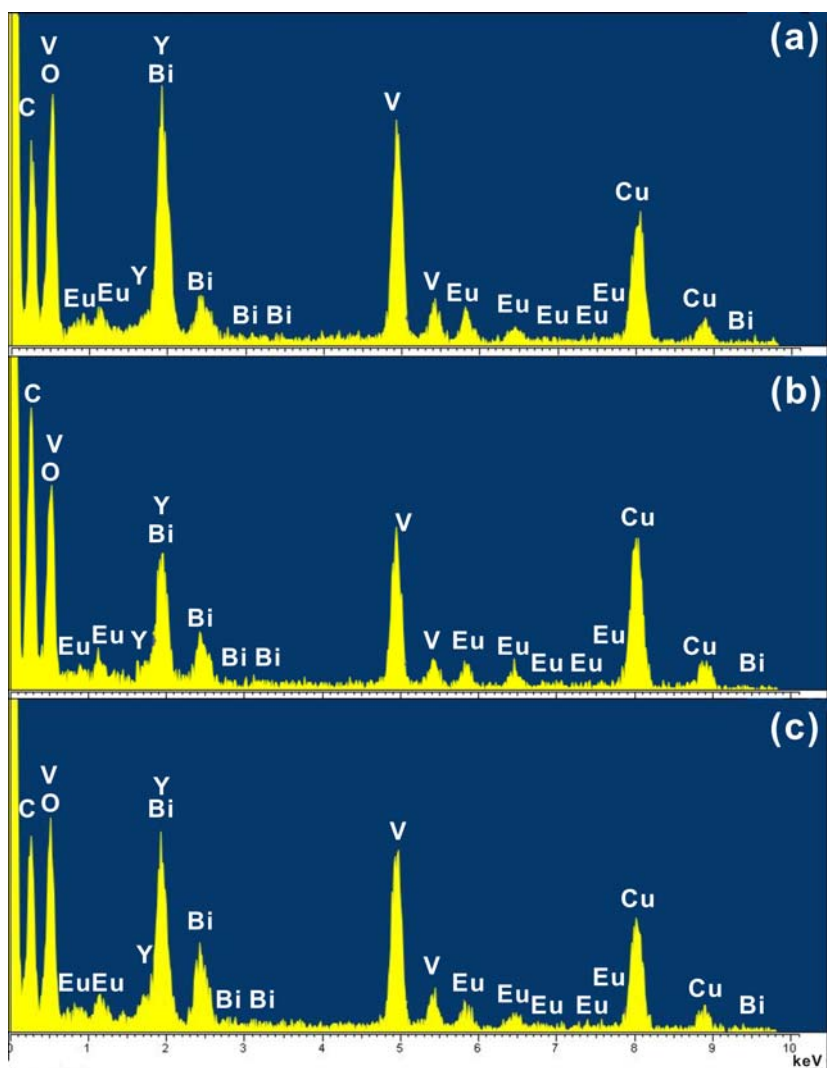 (a)
V Y
O Bi
C V
Cu
Y Bi
Eu Eu V Eu Eu Eu Eu Eu Cu
Bi Bi Bi
(b)
C
V
O Y
Bi V Cu
Bi
Eu Eu Y V Eu Eu Eu Cu
Bi Bi Eu Eu Bi
(c)
V Y
C O Bi V
Cu
Bi
Y V
Eu Eu Eu Eu Eu Cu
Bi Bi Eu Eu Bi
0 1 2 3 4 5 6 7 8 9 10
keV